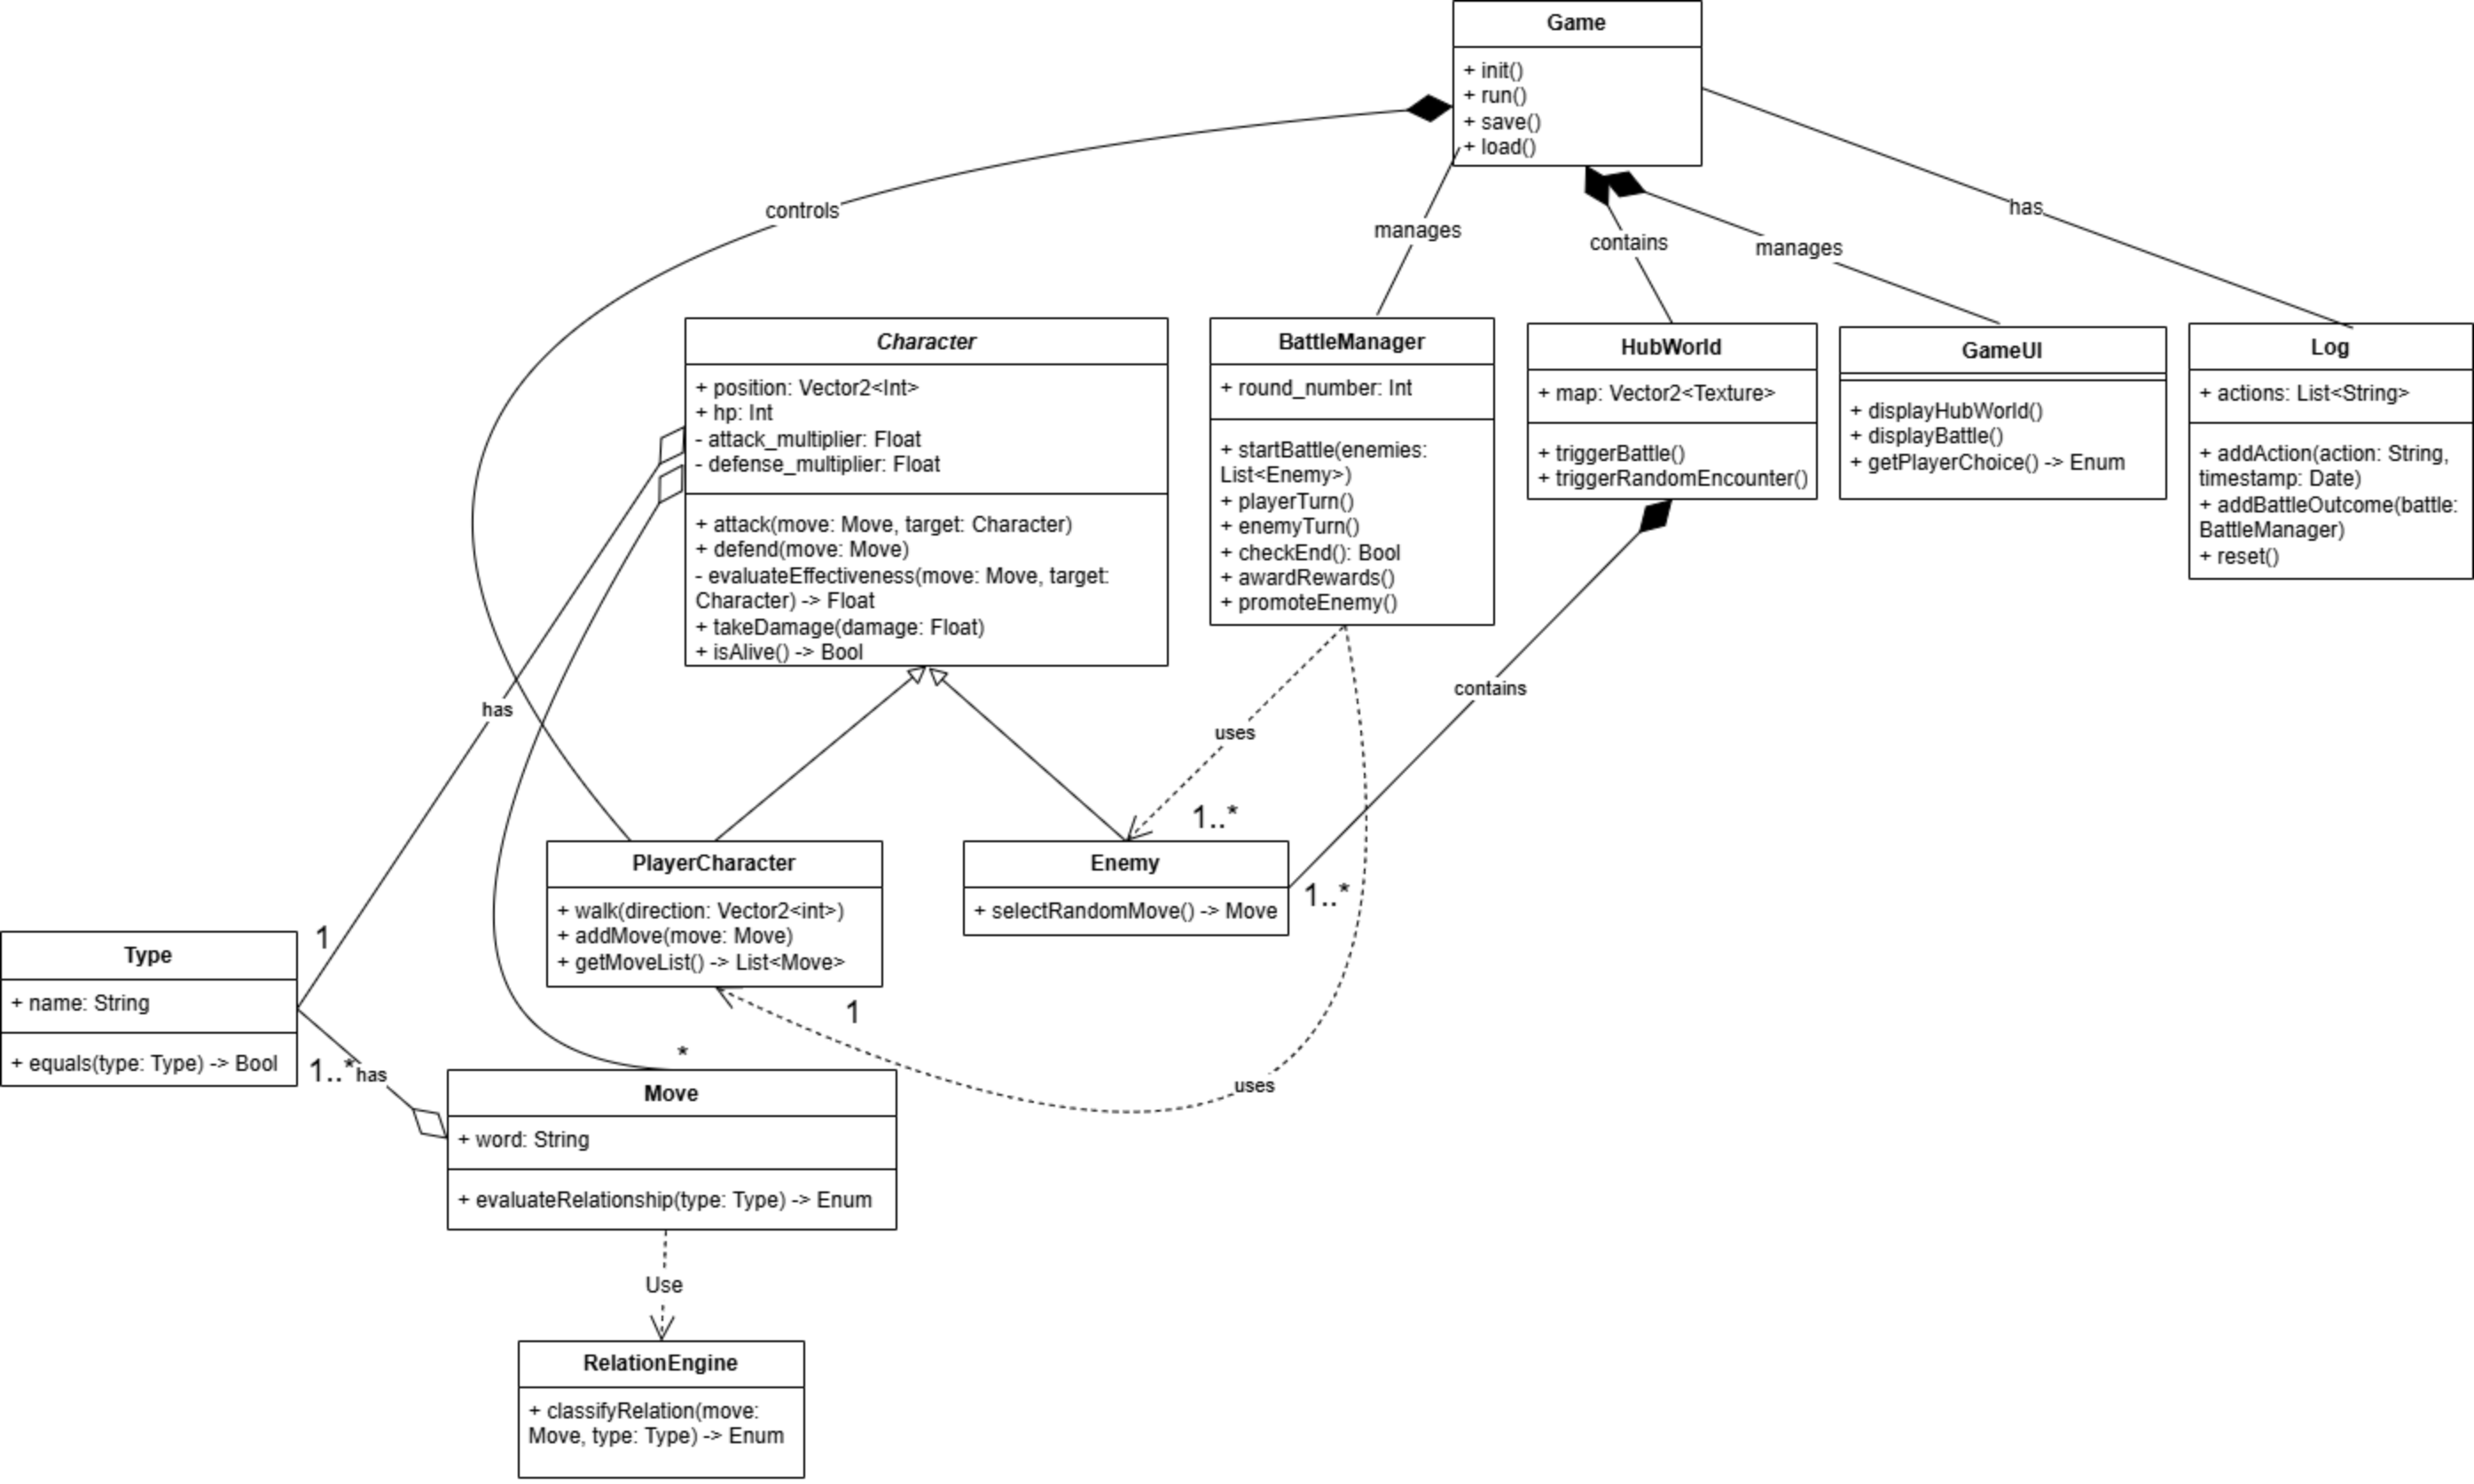 Game
+ init()
+ run()
+ save()
+ load()
controls
manages
contains
manages
has
Character
+ position: Vector2<Int>
+ hp: Int
- attack_multiplier: Float
- defense_multiplier: Float
+ attack(move: Move, target: Character)
+ defend(move: Move)
- evaluateEffectiveness(move: Move, target:
Character) -> Float
+ takeDamage(damage: Float)
+ isAlive() -> Bool
BattleManager
+ round_number: Int
+ startBattle(enemies:
List<Enemy>)
+ playerTurn()
+ enemyTurn()
+ checkEnd(): Bool
+ awardRewards()
+ promoteEnemy()
HubWorld
+ map: Vector2<Texture>
+ triggerBattle()
+ triggerRandomEncounter()
GameUI
+ displayHubWorld()
+ displayBattle()
+ getPlayerChoice() -> Enum
Log
+ actions: List<String>
+ addAction(action: String,
timestamp: Date)
+ addBattleOutcome(battle:
BattleManager)
+ reset()
has
uses
contains
1..*
PlayerCharacter
+ walk(direction: Vector2<int>)
+ addMove(move: Move)
+ getMoveList() -> List<Move>
Enemy
+ selectRandomMove() -> Move
1..*
1
Type
+ name: String
+ equals(type: Type) -> Bool
1..*
has
1
*
uses
Move
+ word: String
+ evaluateRelationship(type: Type) -> Enum
Use
RelationEngine
+ classifyRelation(move:
Move, type: Type) -> Enum